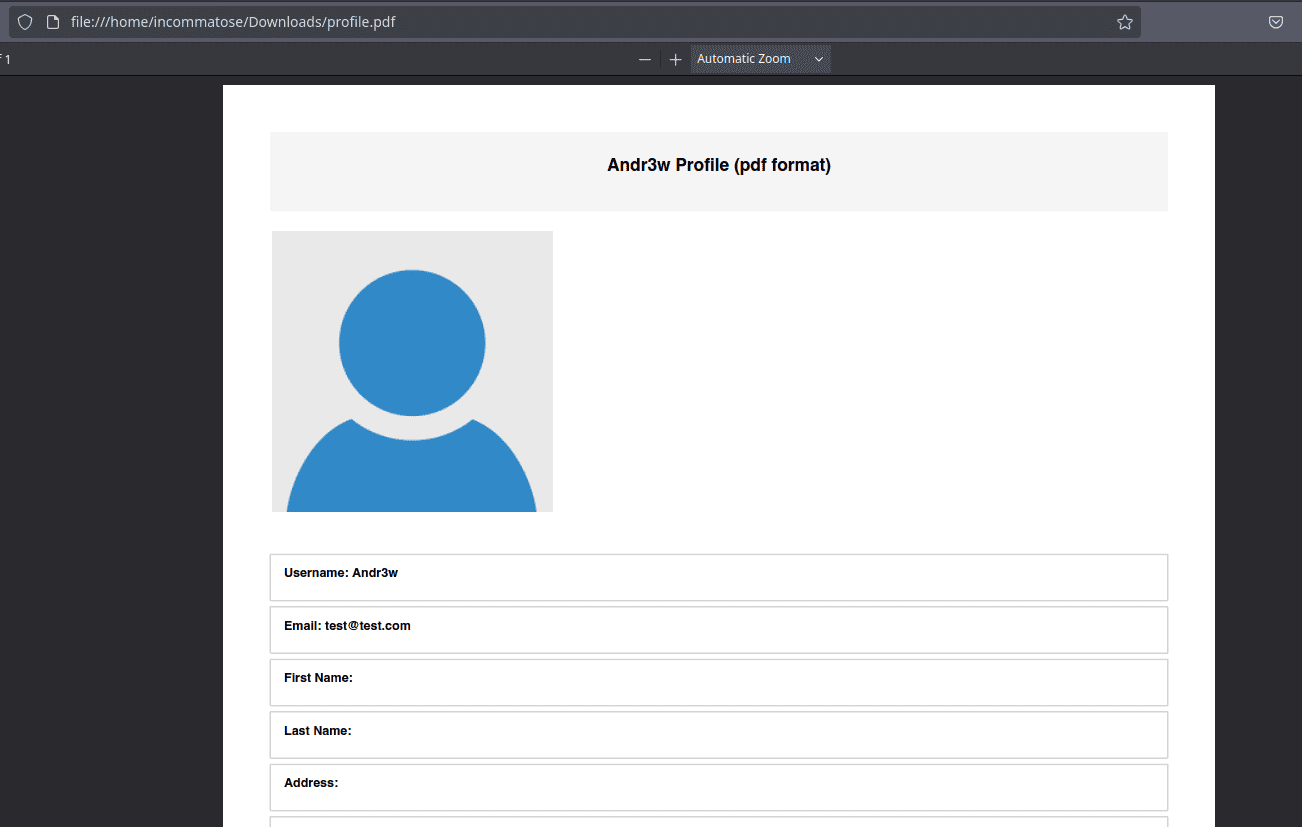 file:///home/incommatose/Downloads/profile.pdf
1
Automatic Zoom
Andr3w Profile (pdf format)
Username: Andr3w
Email: test@test.com
First Name:
Last Name:
Address: